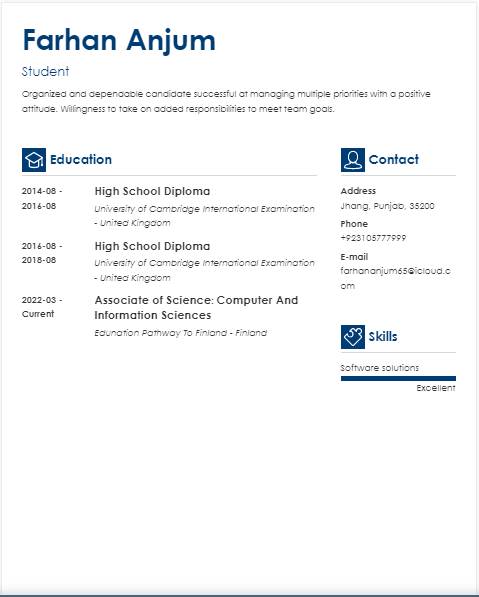 Farhan Anjum
Student
Organized and dependable candidate successful at managing multiple priorities with a positive
attitude. Willingness to take on added responsibilities to meet team goals.
Education
2014-08 -
2016-08
High School Diploma
University of Cambridge International Examination
- United Kingdom
2016-08 -
2018-08
High School Diploma
University of Cambridge International Examination
- United Kingdom
2022-03 -
Current
Associate of Science: Computer And
Information Sciences
Edunation Pathway To Finland - Finland
Contact
Address
Jhang, Punjab, 35200
Phone
+923105777999
E-mail
farhananjum65@icloud.c
om
Skills
Software solutions
Excellent